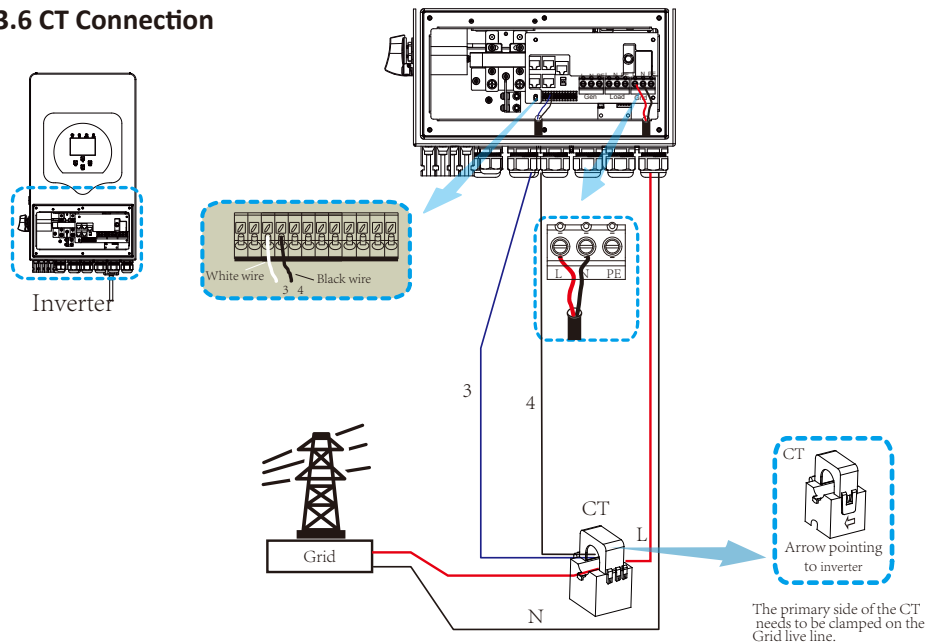 3.6 CT Connection
Gen Load Grid
White wire
Black wire
3 4
L N PE
Inverter
3
4
CT
CT
L
Arrow pointing
to inverter
Grid
N
The primary side of the CT
needs to be clamped on the
Grid live line.